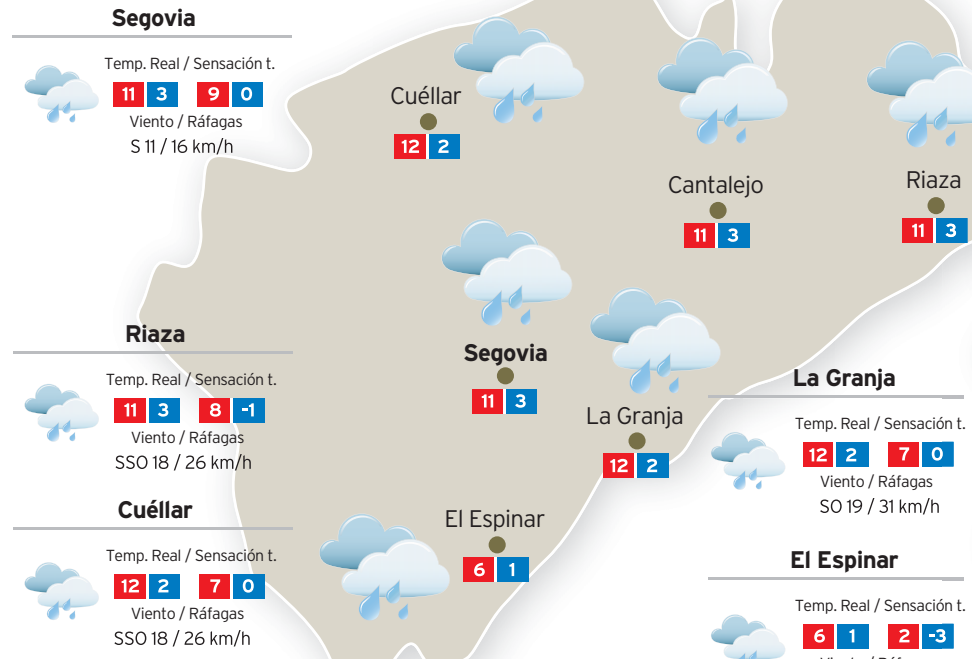 Segovia
Temp. Real / Sensación t.
11 3 9 0
Viento / Ráfagas
S 11 / 16 km/h
Cuéllar
12 2
Cantalejo
11 3
Riaza
11 3
Segovia
11 3
La Granja
12 2
El Espinar
6 1
Riaza
Temp. Real / Sensación t.
11 3 8 -1
Viento / Ráfagas
SSO 18 / 26 km/h
Cuéllar
Temp. Real / Sensación t.
12 2 7 0
Viento / Ráfagas
SSO 18 / 26 km/h
La Granja
Temp. Real / Sensación t.
12 2 7 0
Viento / Ráfagas
SO 19 / 31 km/h
El Espinar
Temp. Real / Sensación t.
6 1 2 -3
Viento / Ráfagas